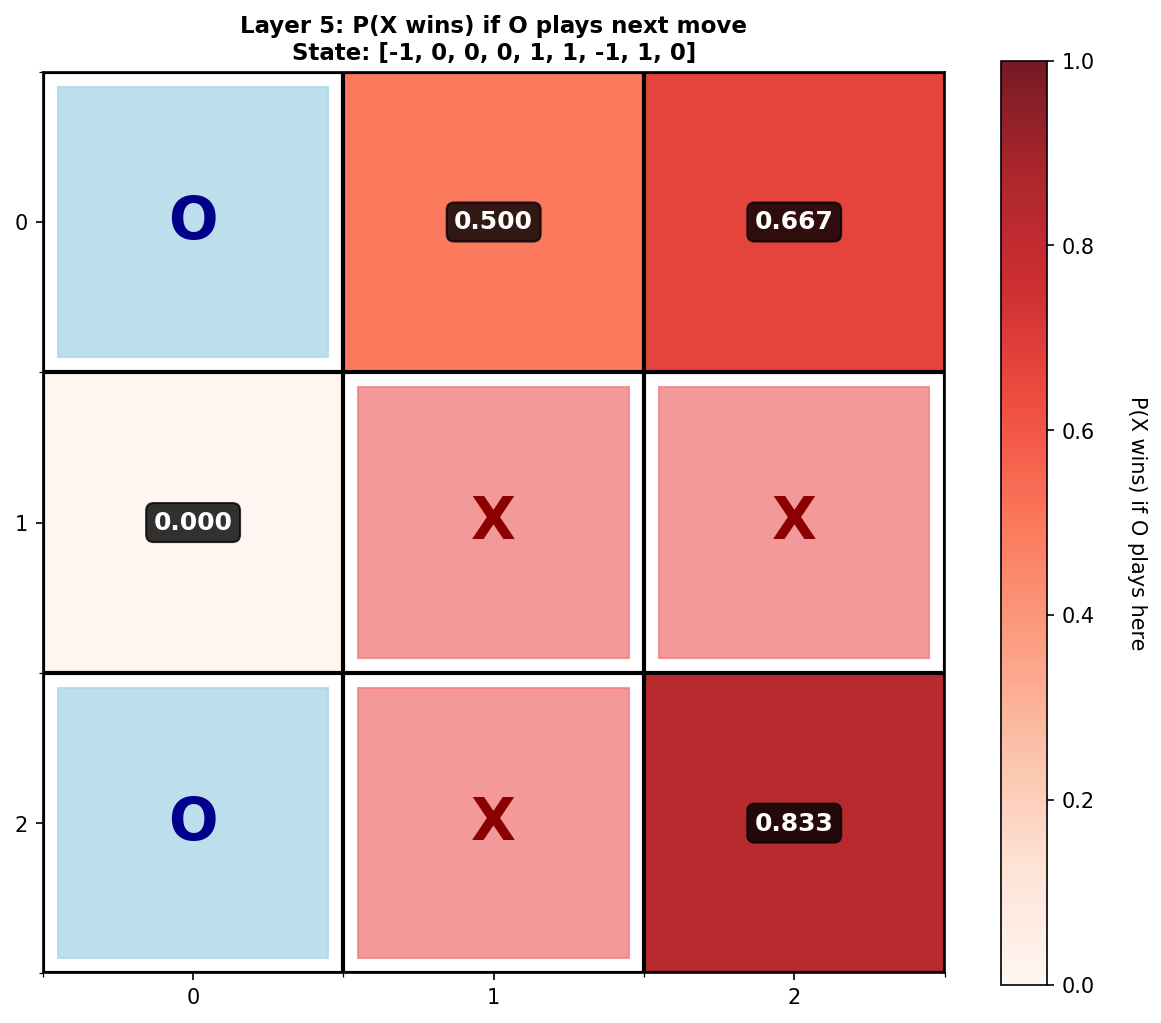 Layer 5: P(X wins) if O plays next move
State: [-1, 0, 0, 0, 1, 1, -1, 1, 0]
0
O
0.500
0.667
1
0.000
X
X
2
O
X
0.833
0
1
2
1.0
0.8
0.6
0.4
0.2
0.0
P(X wins) if O plays here